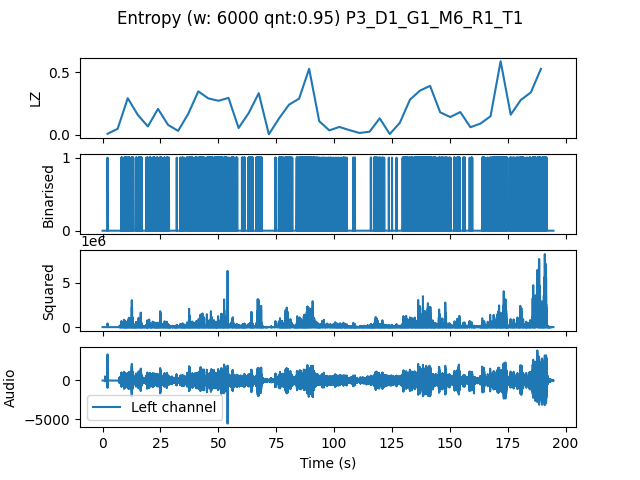 Entropy (w: 6000 qnt:0.95) P3_D1_G1_M6_R1_T1
LZ
0.5
0.0
Binarised
1
0
1e6
Squared
5
0
Audio
0
−5000
Left channel
0 25 50 75 100 125 150 175 200
Time (s)